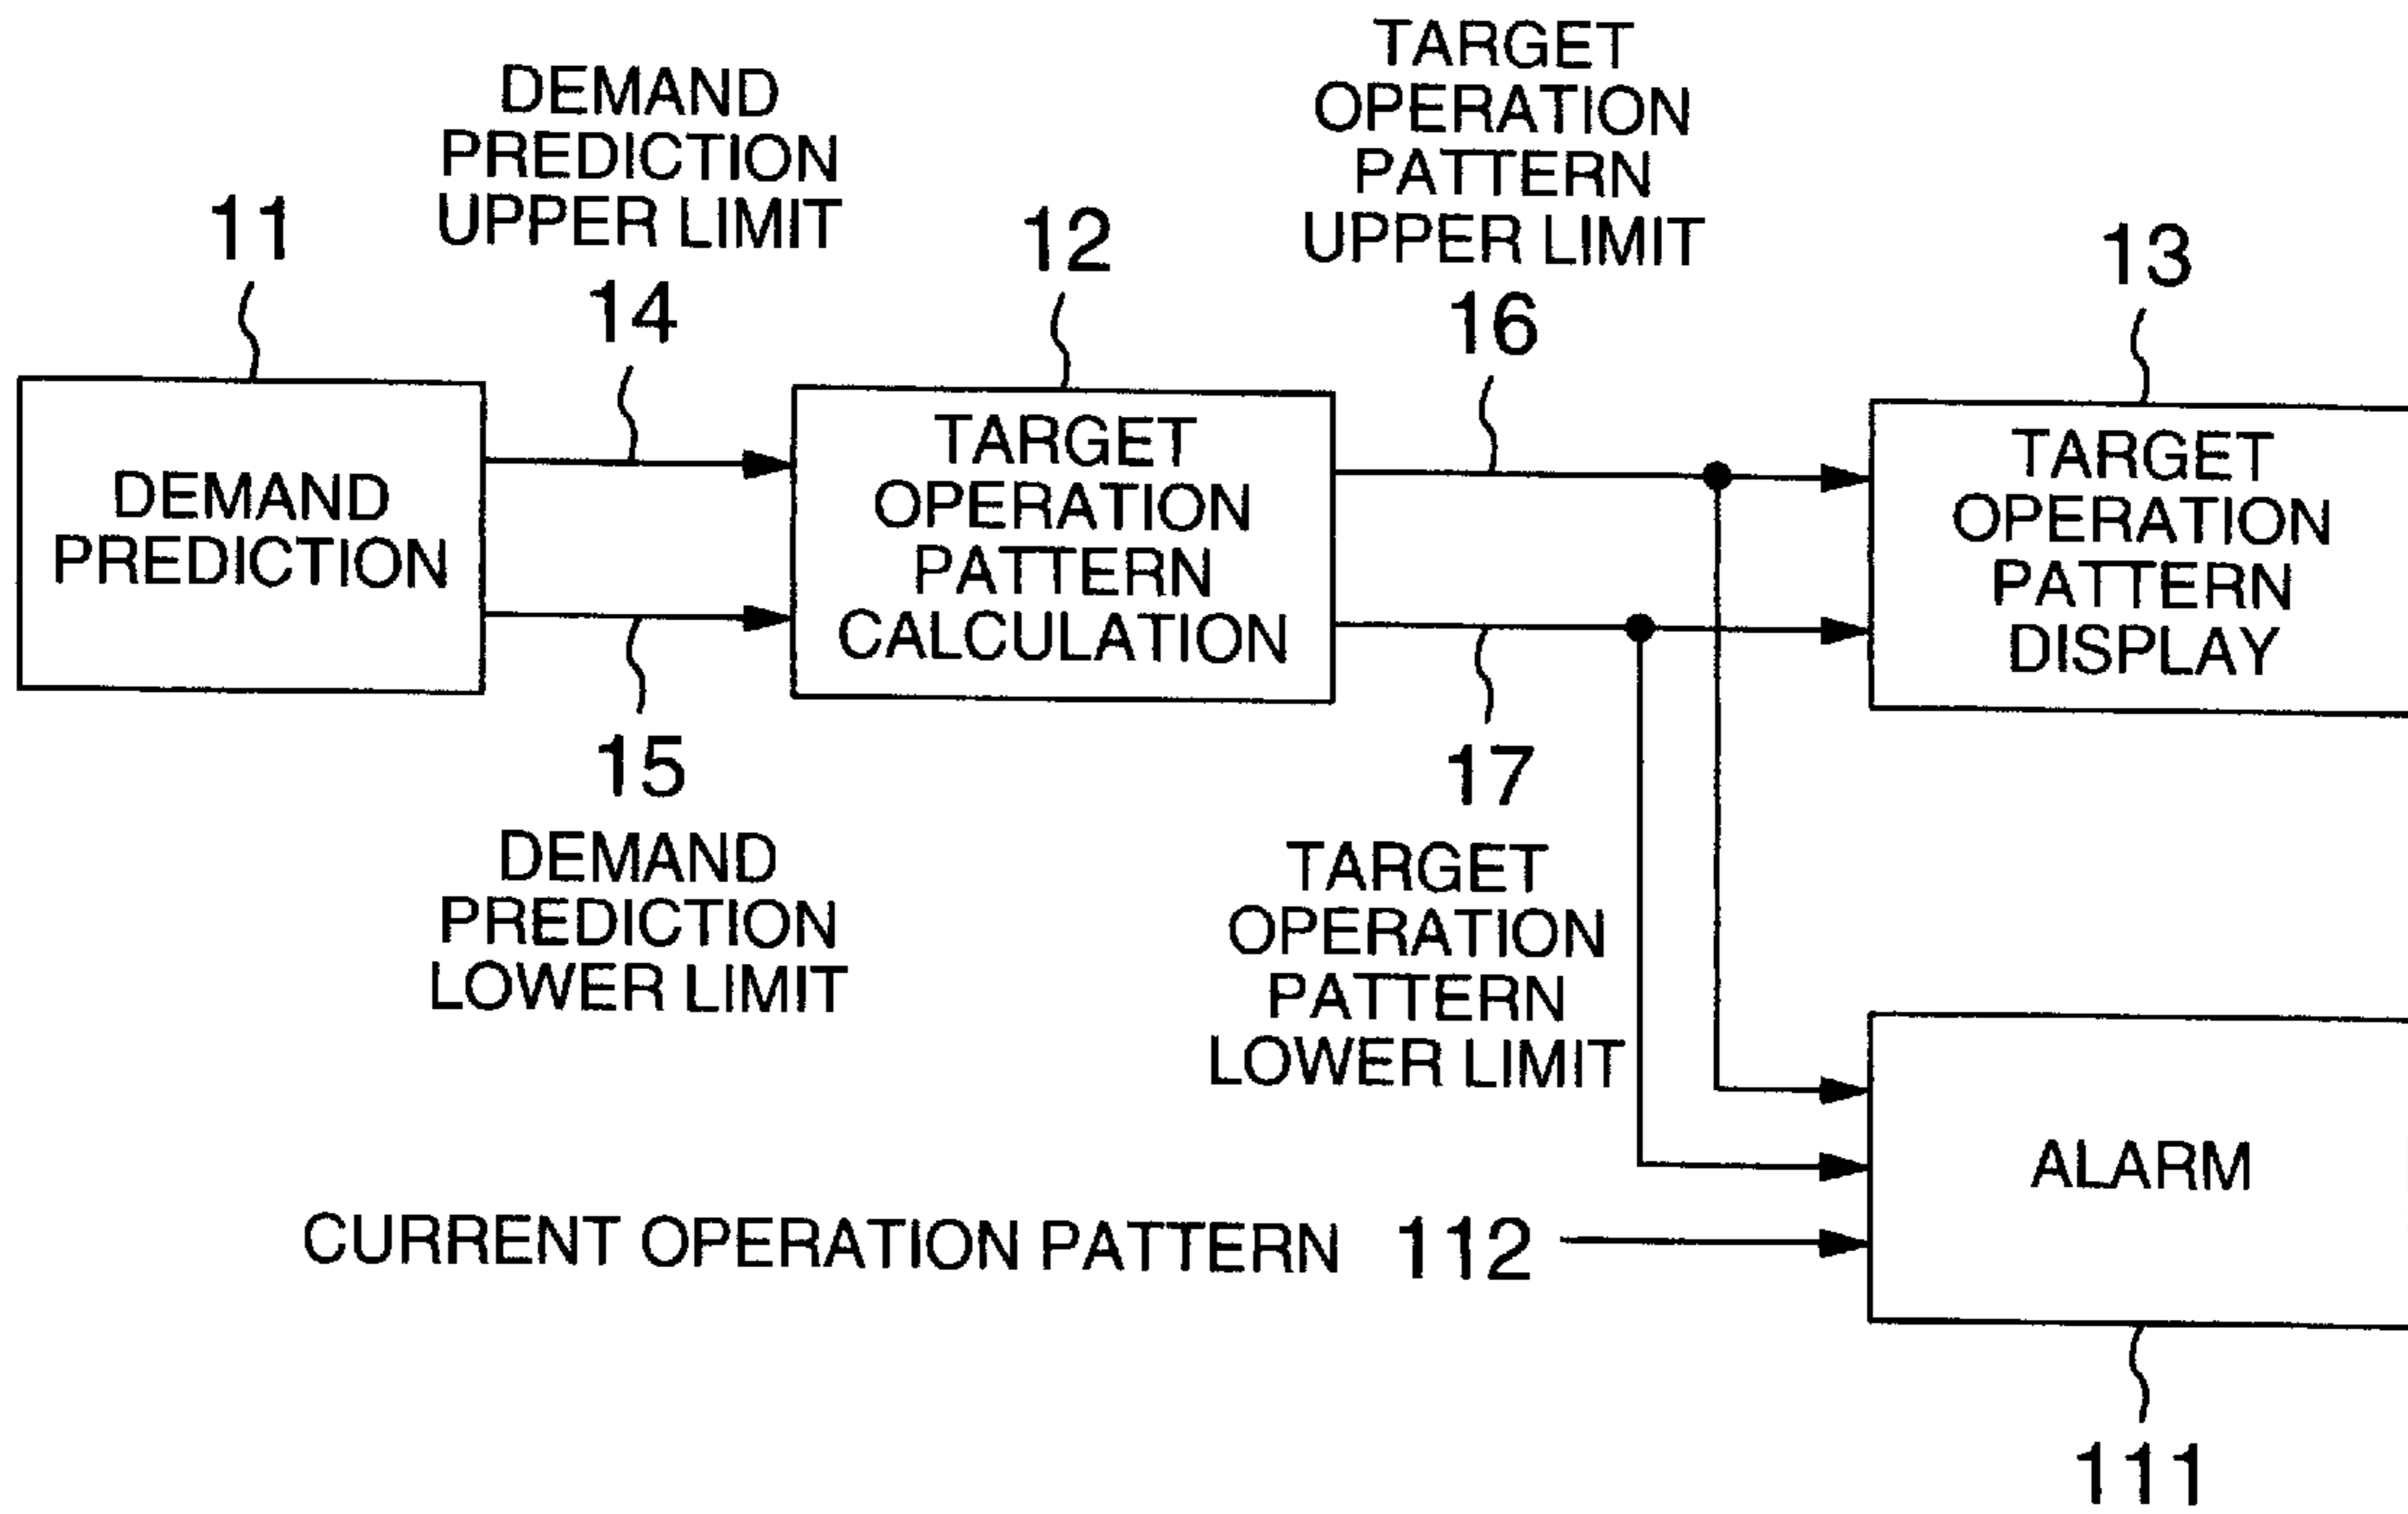 11
DEMAND
PREDICTION
DEMAND
PREDICTION
UPPER LIMIT
14
15
DEMAND
PREDICTION
LOWER LIMIT
12
TARGET
OPERATION
PATTERN
CALCULATION
TARGET
OPERATION
PATTERN
UPPER LIMIT
16
17
TARGET
OPERATION
PATTERN
LOWER LIMIT
13
TARGET
OPERATION
PATTERN
DISPLAY
CURRENT OPERATION PATTERN 112
ALARM
111